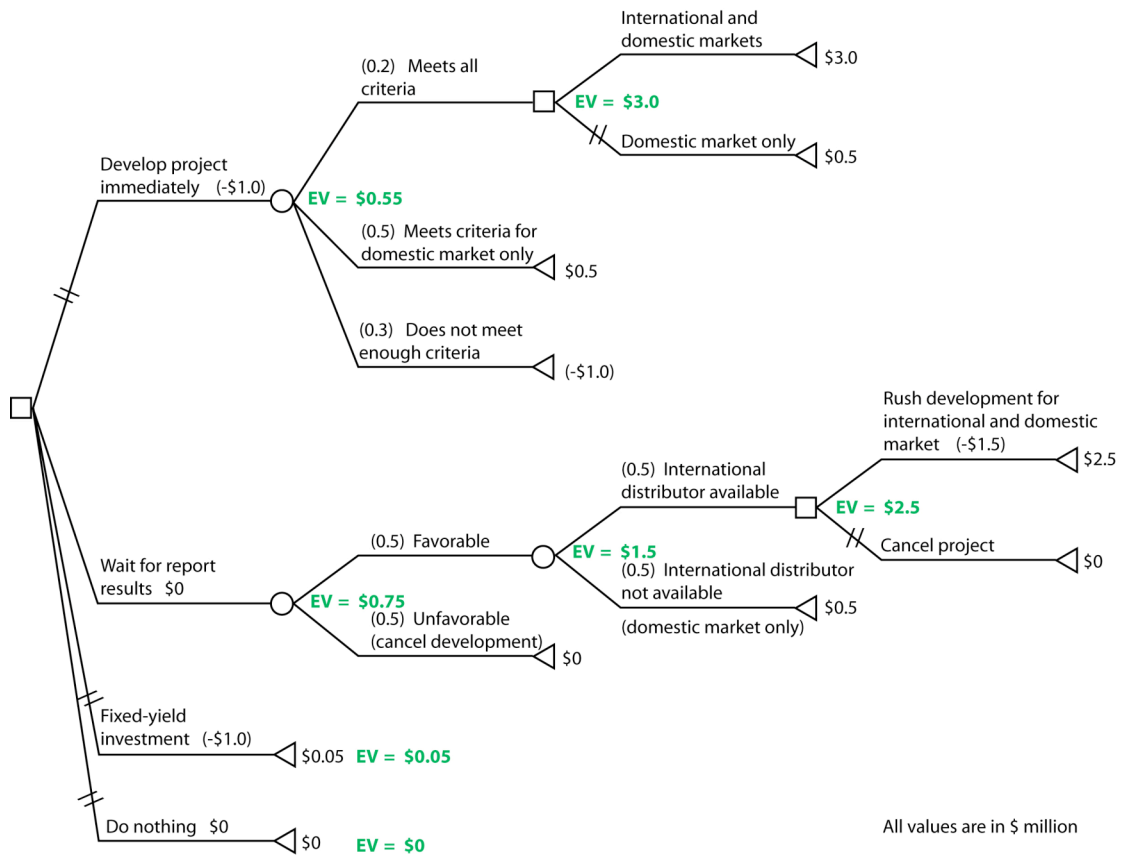 International and
domestic markets
$3.0
(0.2) Meets all
criteria
EV = $3.0
Domestic market only
$0.5
Develop project
immediately (-$1.0)
EV = $0.55
(0.5) Meets criteria for
domestic market only
$0.5
(0.3) Does not meet
enough criteria
(-$1.0)
Rush development for
international and domestic
market (-$1.5)
$2.5
(0.5) International
distributor available
EV = $2.5
Cancel project
$0
(0.5) Favorable
EV = $1.5
(0.5) International distributor
not available
$0.5
(domestic market only)
Wait for report
results $0
EV = $0.75
(0.5) Unfavorable
(cancel development)
$0
Fixed-yield
investment (-$1.0)
$0.05 EV = $0.05
Do nothing $0
$0 EV = $0
All values are in $ million